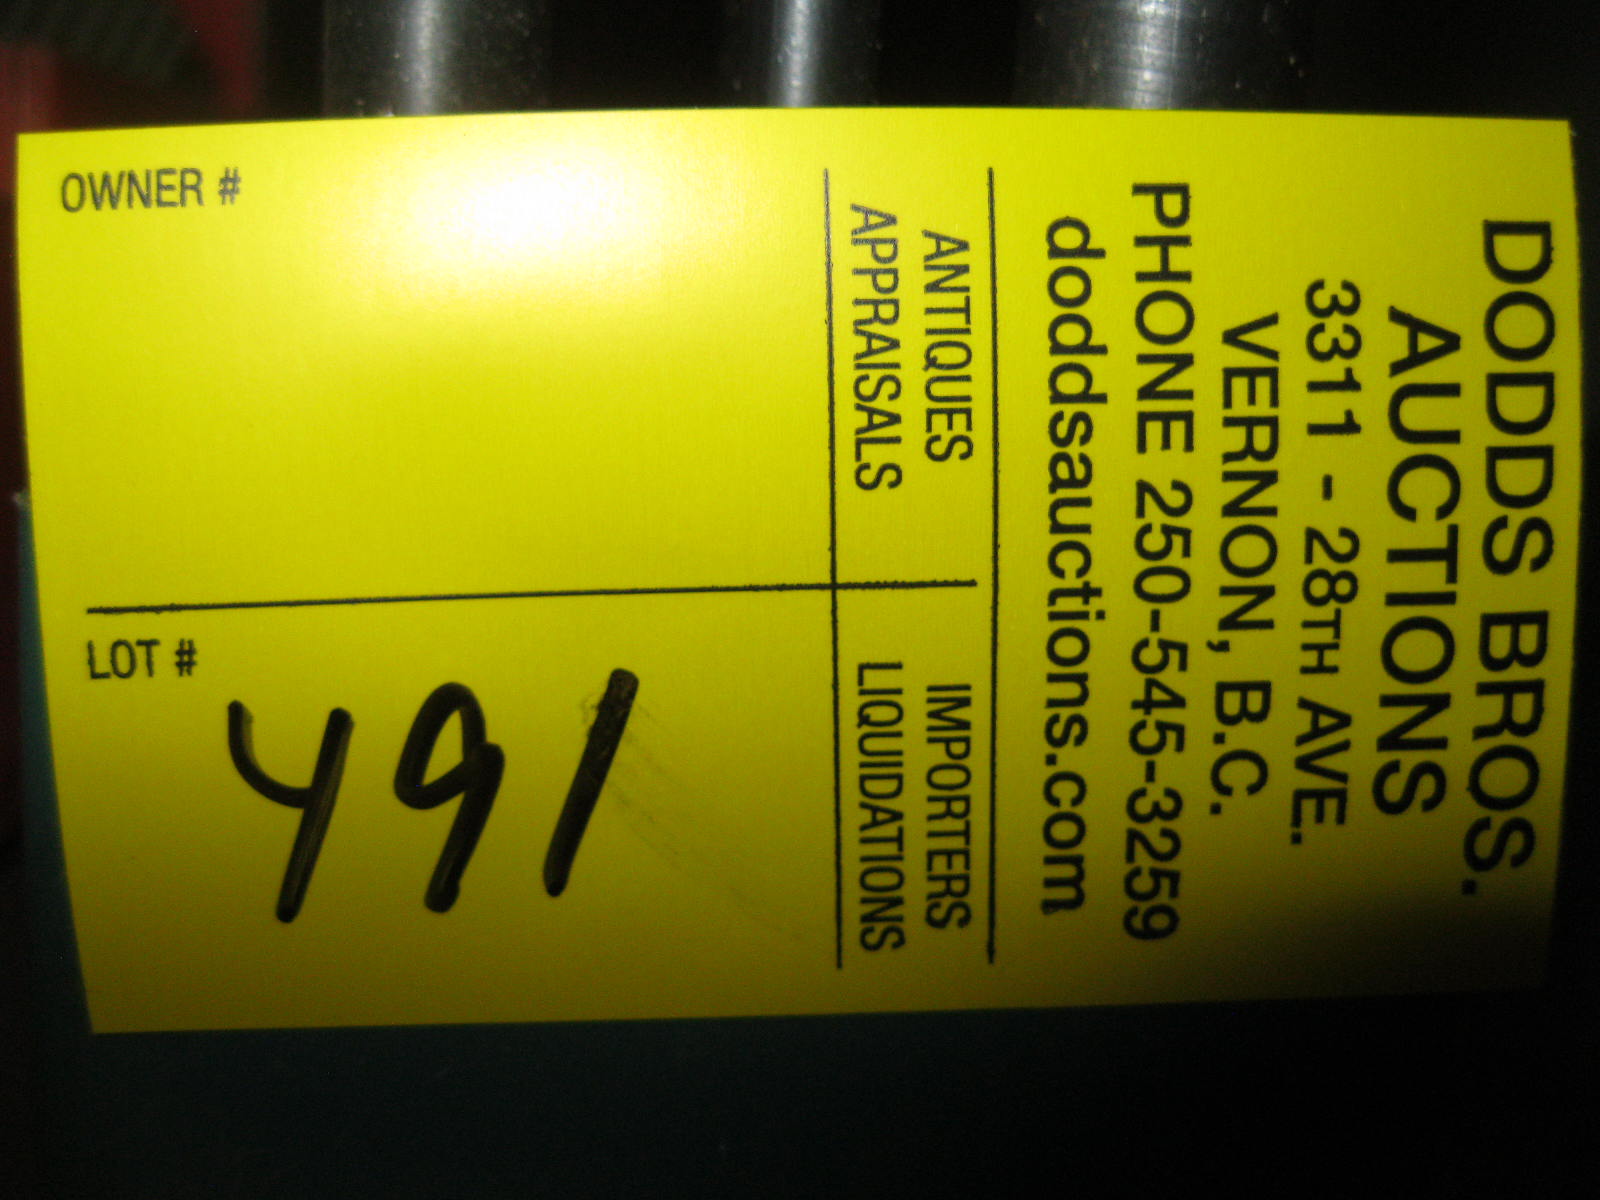 DODDS BROS.
AUCTIONS
3311 - 28TH AVE.
VERNON, B.C.
PHONE 250-545-3259
doddsauctions.com
ANTIQUES
APPRAISALS
IMPORTERS
LIQUIDATIONS
OWNER #
LOT #
491